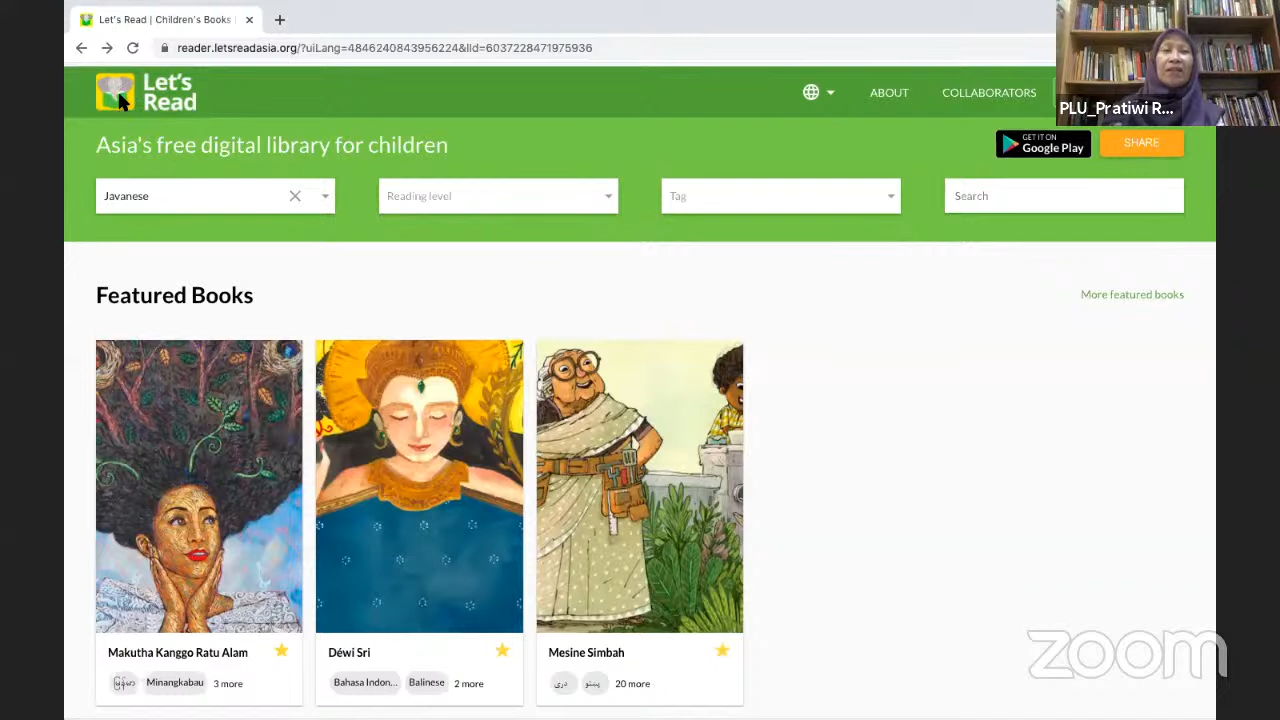 Let's Read | Children's Books
reader.letsreadasia.org/?uiLang=4846240843956224&lId=6037228471975936
Let's
Read
ABOUT
COLLABORATORS
PLU_Pratiwi R...
Asia's free digital library for children
GET IT ON
Google Play
SHARE
Javanese
Reading level
Tag
Search
Featured Books
More featured books
Makutha Kanggo Ratu Alam
Déwi Sri
Mesine Simbah
မြန်မာ Minangkabau 3 more
Bahasa Indon... Balinese 2 more
دری پښتو 20 more
zoom